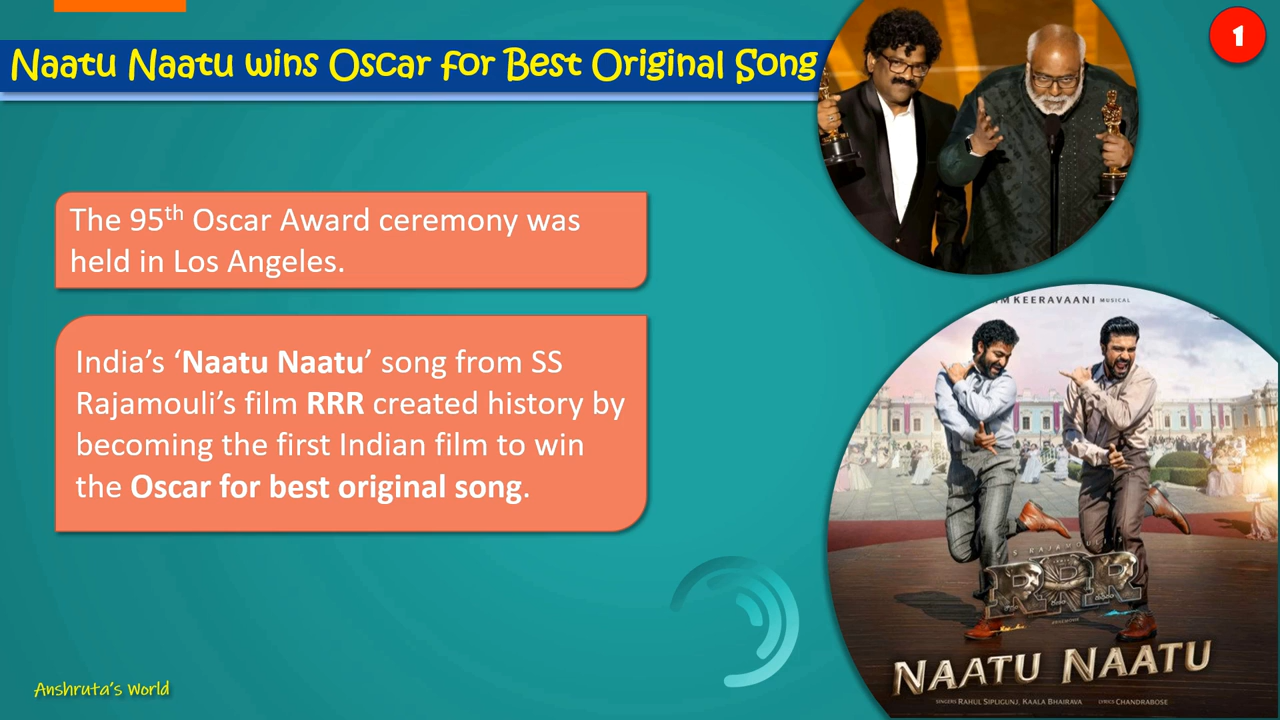 Naatu Naatu wins Oscar for Best Original Song
1
The 95th Oscar Award ceremony was
held in Los Angeles.
India’s ‘Naatu Naatu’ song from SS
Rajamouli’s film RRR created history by
becoming the first Indian film to win
the Oscar for best original song.
KEERAVAANI MUSICAL
S RAJAMOULI
RRR
NAATU NAATU
SINGERS RAHUL SIPLIGUNJ, KAALA BHAIRAVA LYRICS CHANDRABOSE
Anshruta's World